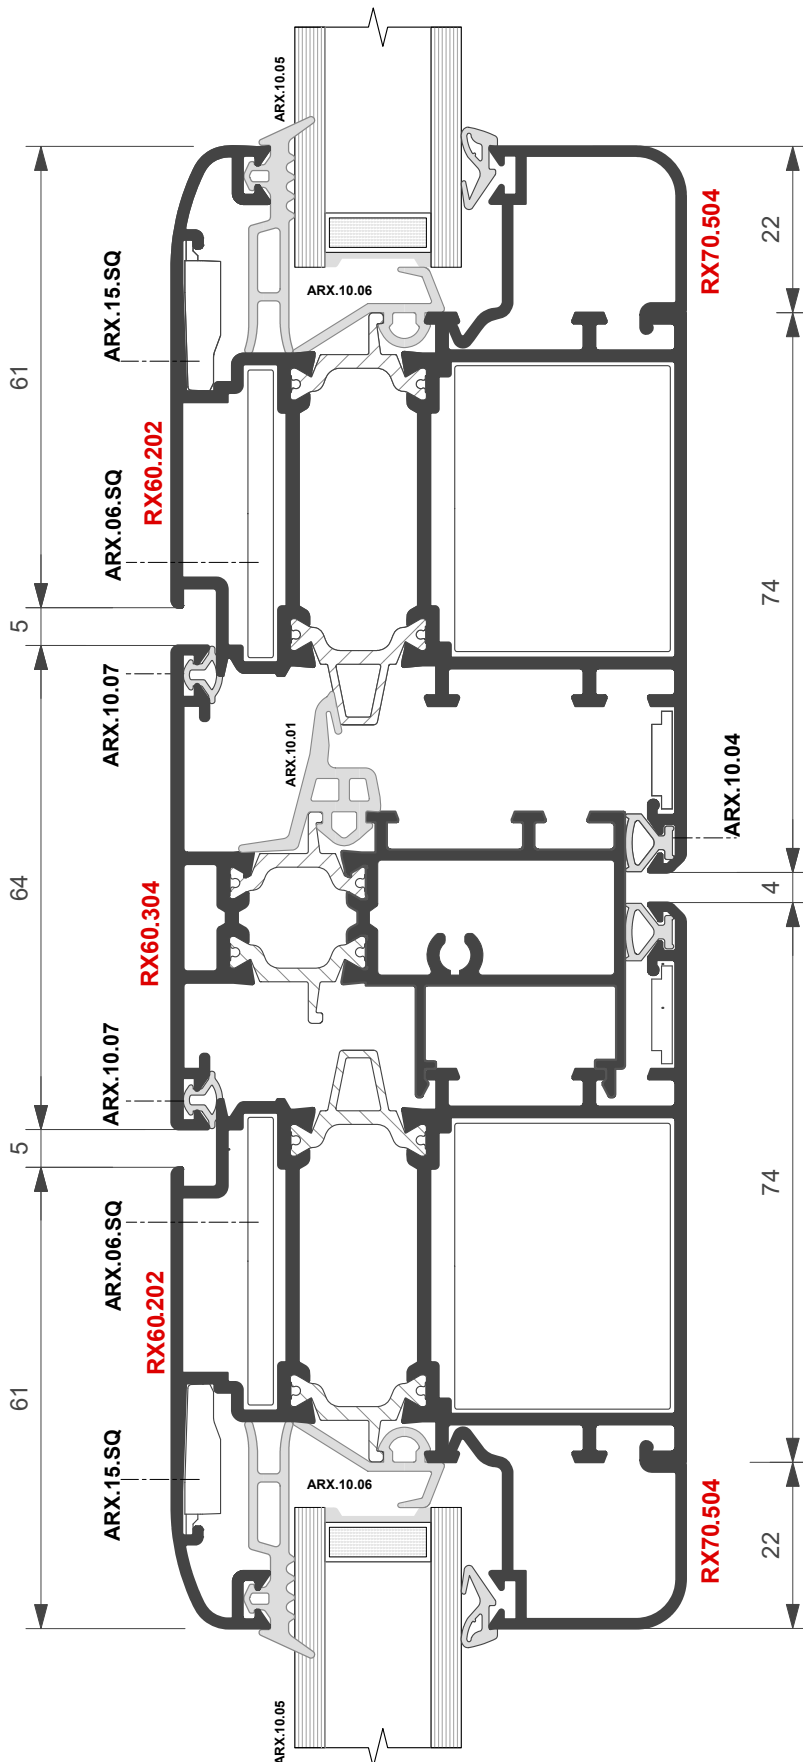 ARX.10.05
RX70.504
22
ARX.15.SQ
ARX.10.06
61
RX60.202
ARX.06.SQ
74
5
ARX.10.07
ARX.10.01
ARX.10.04
64
RX60.304
4
ARX.10.07
5
74
ARX.06.SQ
RX60.202
61
ARX.15.SQ
ARX.10.06
RX70.504
22
ARX.10.05